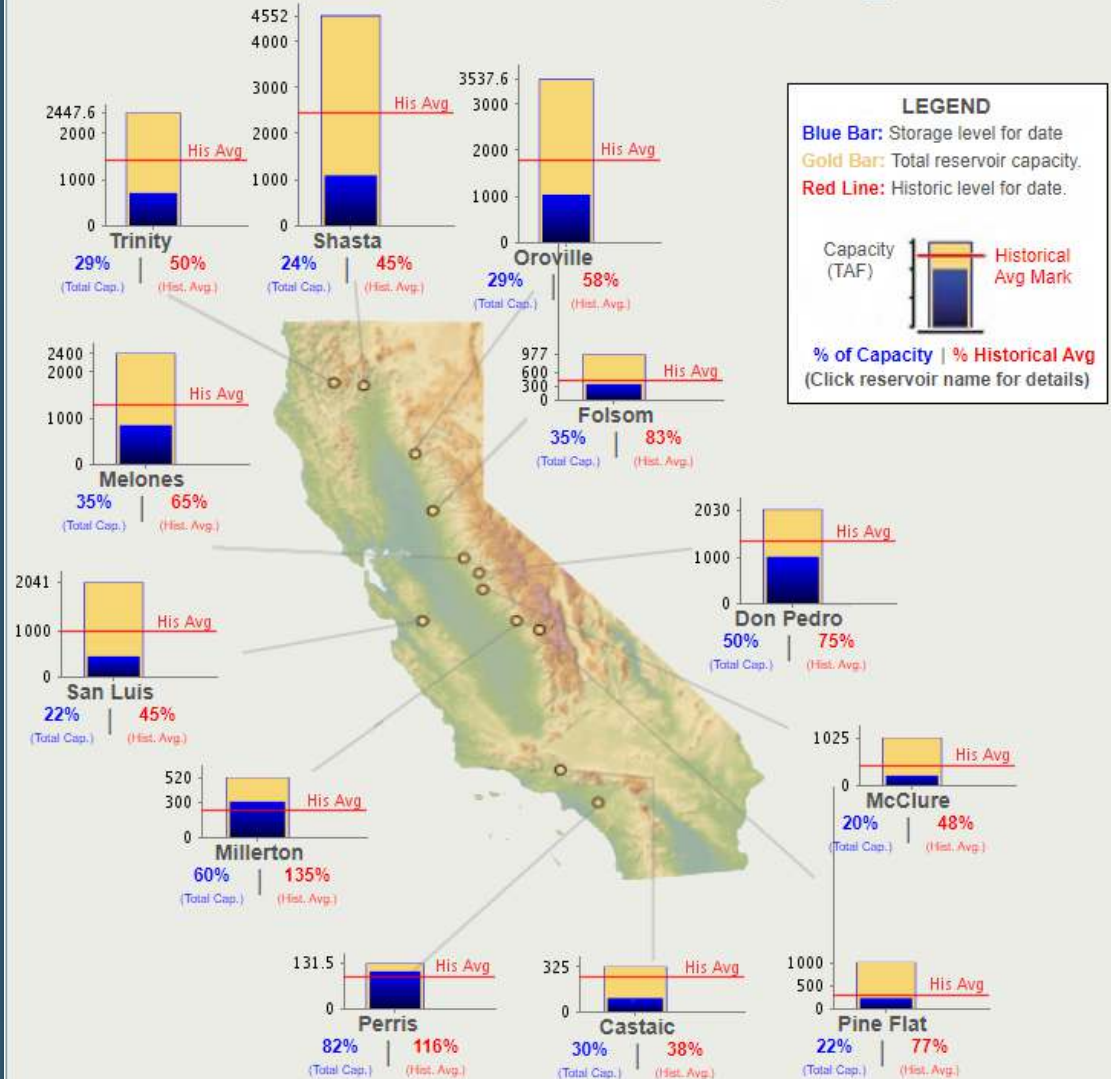 4552
4000
3000
2000
1000
0
His Avg
Shasta
24% | 45%
(Total Cap.) (Hist. Avg.)
2447.6
2000
1000
0
His Avg
Trinity
29% | 50%
(Total Cap.) (Hist. Avg.)
3537.6
3000
2000
1000
0
His Avg
Oroville
29% | 58%
(Total Cap.) (Hist. Avg.)
LEGEND
Blue Bar: Storage level for date
Gold Bar: Total reservoir capacity.
Red Line: Historic level for date.
Capacity
(TAF)
Historical
Avg Mark
% of Capacity | % Historical Avg
(Click reservoir name for details)
2400
2000
1000
0
His Avg
Melones
35% | 65%
(Total Cap.) (Hist. Avg.)
977
600
300
0
His Avg
Folsom
35% | 83%
(Total Cap.) (Hist. Avg.)
2030
1000
0
His Avg
Don Pedro
50% | 75%
(Total Cap.) (Hist. Avg.)
2041
1000
0
His Avg
San Luis
22% | 45%
(Total Cap.) (Hist. Avg.)
1025
0
His Avg
McClure
20% | 48%
(Total Cap.) (Hist. Avg.)
520
300
0
His Avg
Millerton
60% | 135%
(Total Cap.) (Hist. Avg.)
131.5
0
His Avg
Perris
82% | 116%
(Total Cap.) (Hist. Avg.)
325
0
His Avg
Castaic
30% | 38%
(Total Cap.) (Hist. Avg.)
1000
500
0
His Avg
Pine Flat
22% | 77%
(Total Cap.) (Hist. Avg.)